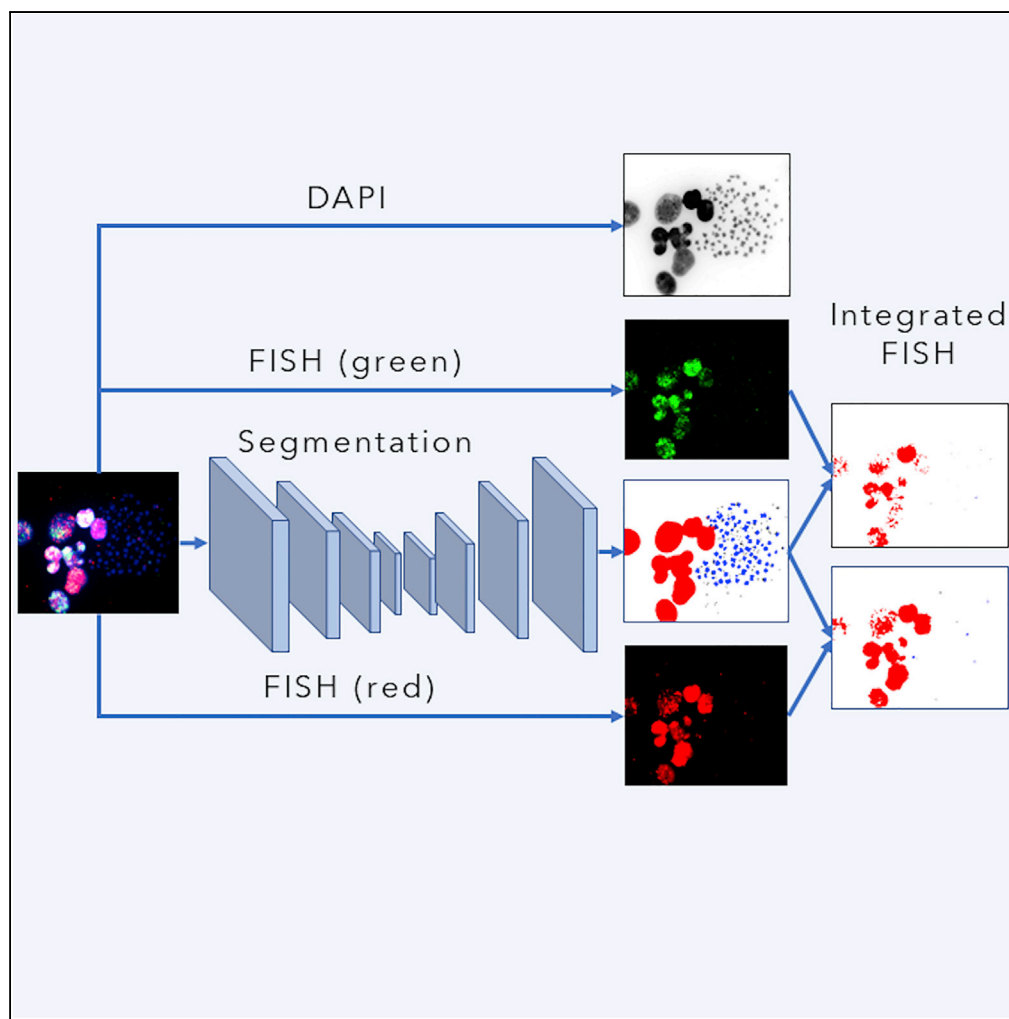 DAPI
FISH (green)
Integrated
FISH
Segmentation
FISH (red)